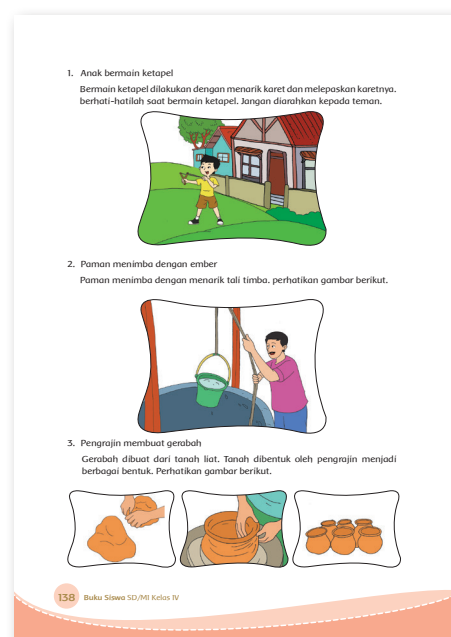 1. Anak bermain ketapel
Bermain ketapel dilakukan dengan menarik karet dan melepaskan karetnya.
berhati-hatilah saat bermain ketapel. Jangan diarahkan kepada teman.
2. Paman menimba dengan ember
Paman menimba dengan menarik tali timba. perhatikan gambar berikut.
3. Pengrajin membuat gerabah
Gerabah dibuat dari tanah liat. Tanah dibentuk oleh pengrajin menjadi
berbagai bentuk. Perhatikan gambar berikut.
138 Buku Siswa SD/MI Kelas IV